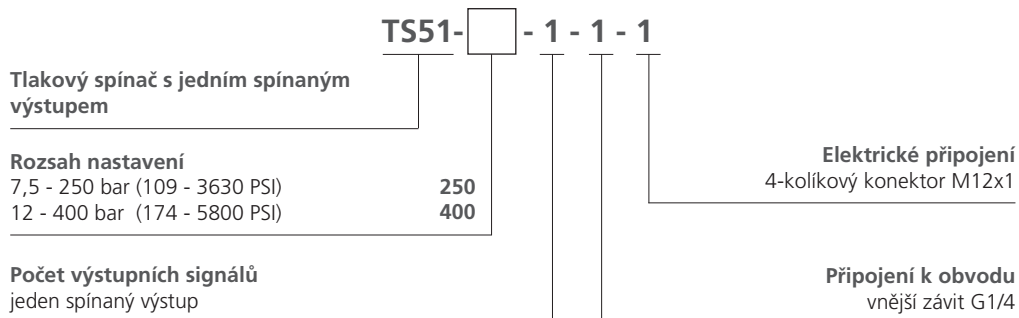 TS51- - 1 - 1 - 1
Tlakový spínač s jedním spínaným
výstupem
Rozsah nastavení
7,5 - 250 bar (109 - 3630 PSI) 250
12 - 400 bar (174 - 5800 PSI) 400
Počet výstupních signálů
jeden spínaný výstup
Elektrické připojení
4-kolíkový konektor M12x1
Připojení k obvodu
vnější závit G1/4